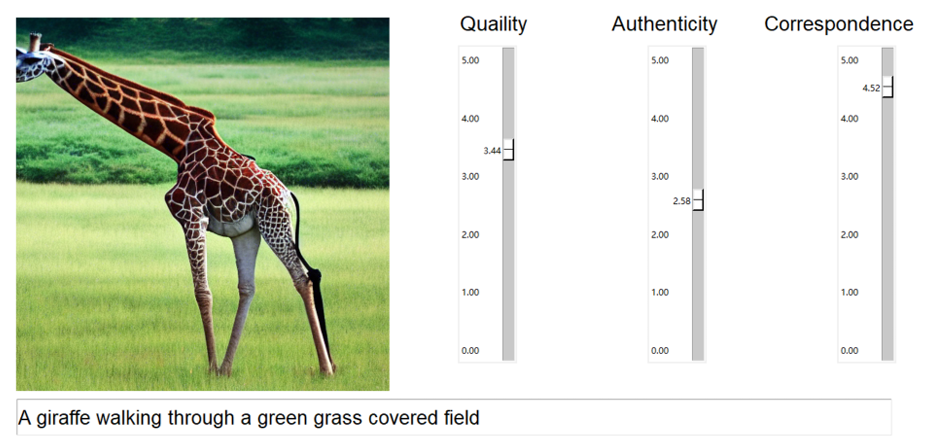 Quaility Authenticity Correspondence
5.00 5.00 5.00
4.52
4.00 4.00 4.00
3.44
3.00 3.00 3.00
2.58
2.00 2.00 2.00
1.00 1.00 1.00
0.00 0.00 0.00
A giraffe walking through a green grass covered field